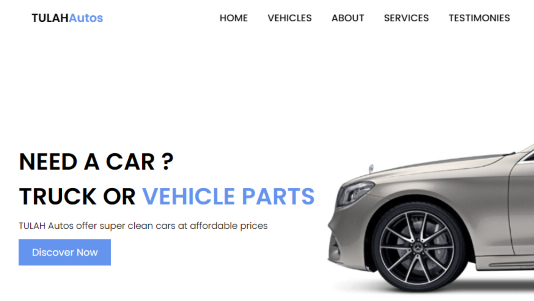 TULAHAutos HOME VEHICLES ABOUT SERVICES TESTIMONIES
NEED A CAR ?
TRUCK OR VEHICLE PARTS
TULAH Autos offer super clean cars at affordable prices
Discover Now